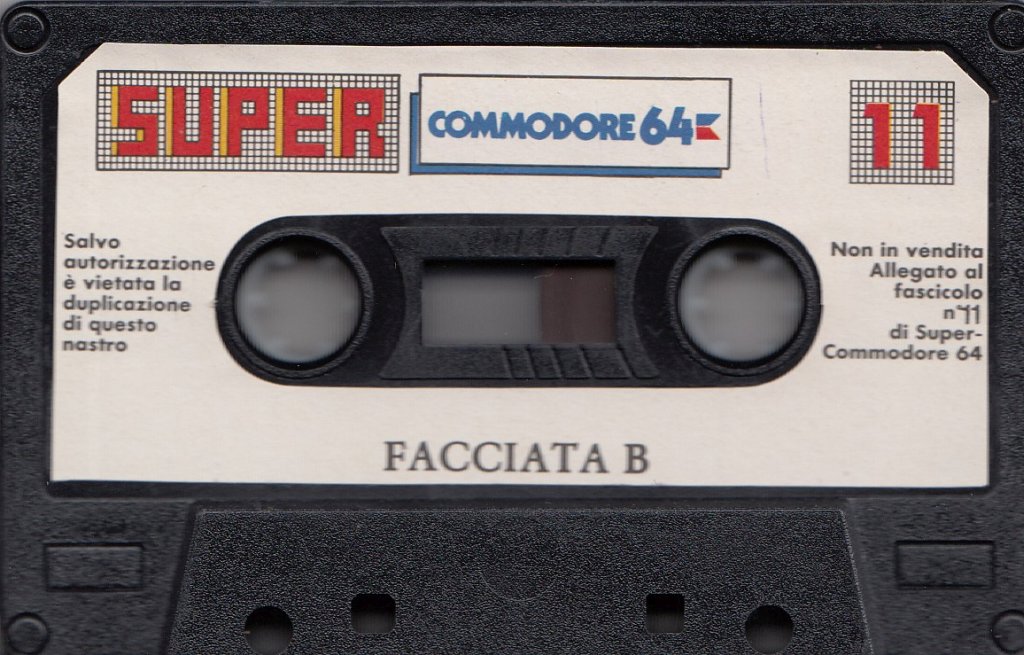 SUPER
COMMODORE 64
11
Salvo
autorizzazione
è vietata la
duplicazione
di questo
nastro
Non in vendita
Allegato al
fascicolo
n°11
di Super-
Commodore 64
FACCIATA B